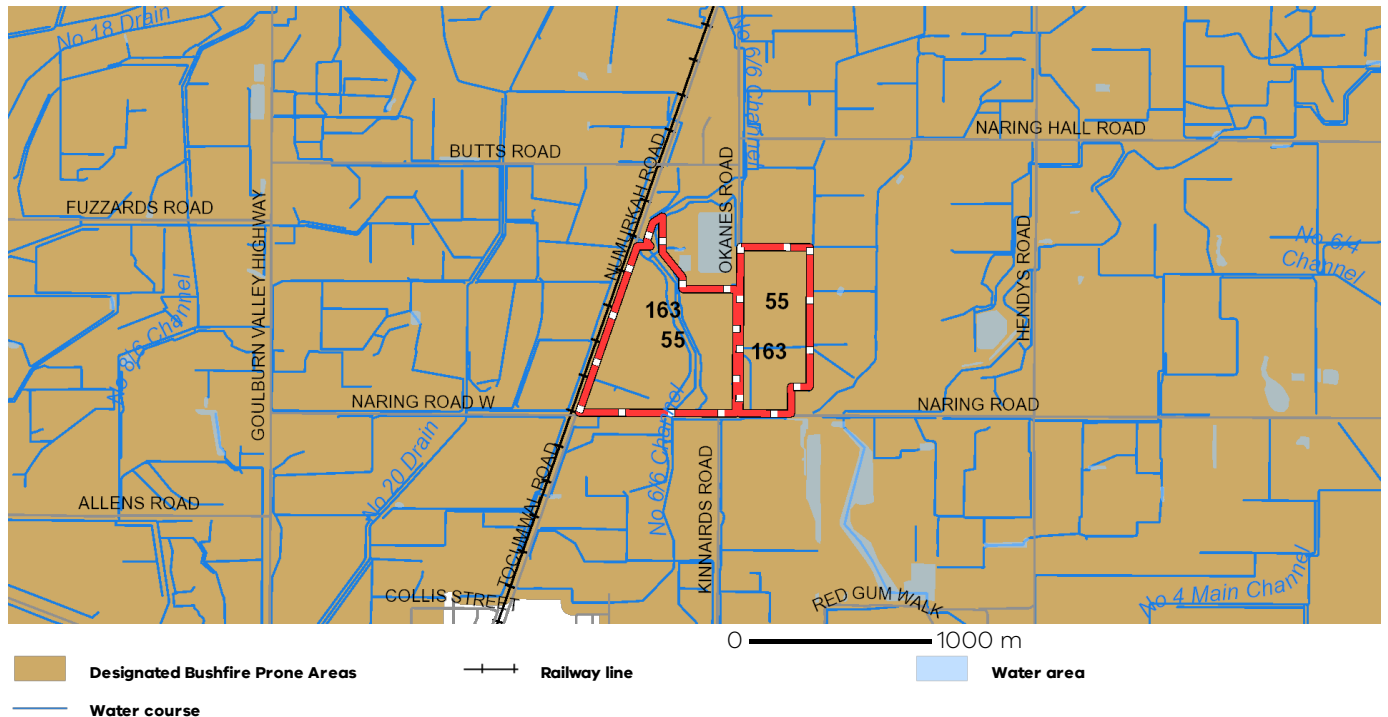 No 18 Drain
No 6/6 Channel
NARING HALL ROAD
BUTTS ROAD
NUMURKAH ROAD
OKANES ROAD
FUZZARDS ROAD
GOULBURN VALLEY HIGHWAY
HENDYS ROAD
No 6/4
Channel
No 8/6 Channel
163
55
55
163
NARING ROAD W
NARING ROAD
No 20 Drain
No 6/6 Channel
TOCUMWAL ROAD
KINNAIRDS ROAD
ALLENS ROAD
COLLIS STREET
RED GUM WALK
No 4 Main Channel
0 1000 m
Designated Bushfire Prone Areas
Railway line
Water area
Water course